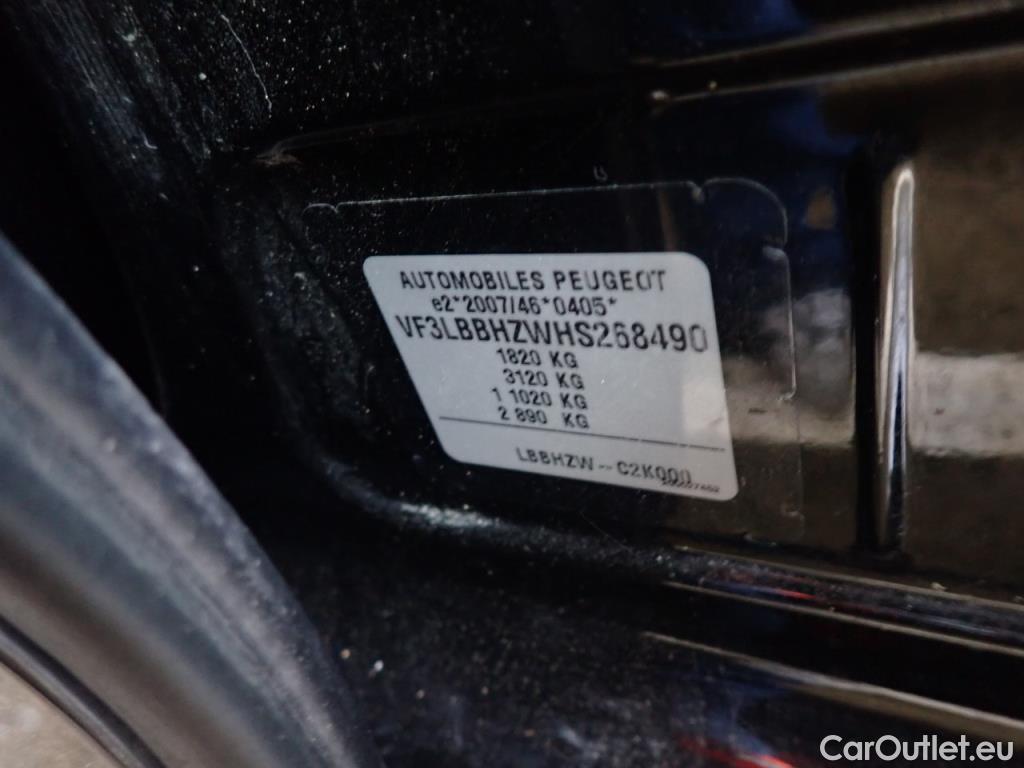 AUTOMOBILES PEUGEOT
e2*2007/46*0405*
VF3LBBHZWHS268490
1820 KG
3120 KG
1 1020 KG
2 890 KG
LBBHZW--C2K000
CarOutlet.eu